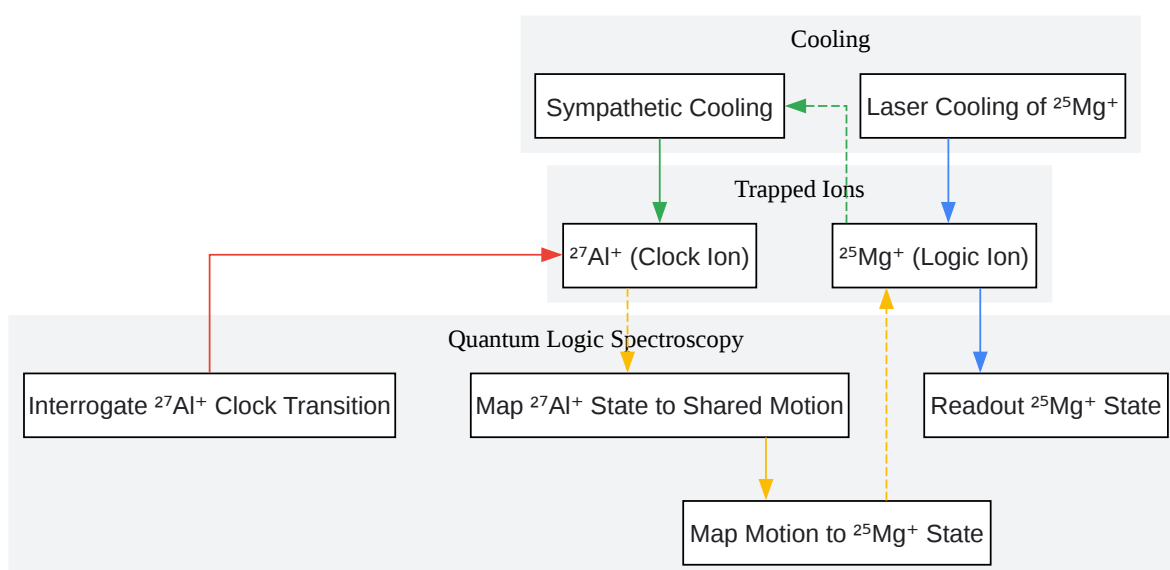 Cooling
Sympathetic Cooling
Laser Cooling of ²⁵Mg⁺
Trapped Ions
²⁷Al⁺ (Clock Ion)
²⁵Mg⁺ (Logic Ion)
Quantum Logic Spectroscopy
Interrogate ²⁷Al⁺ Clock Transition
Map ²⁷Al⁺ State to Shared Motion
Readout ²⁵Mg⁺ State
Map Motion to ²⁵Mg⁺ State